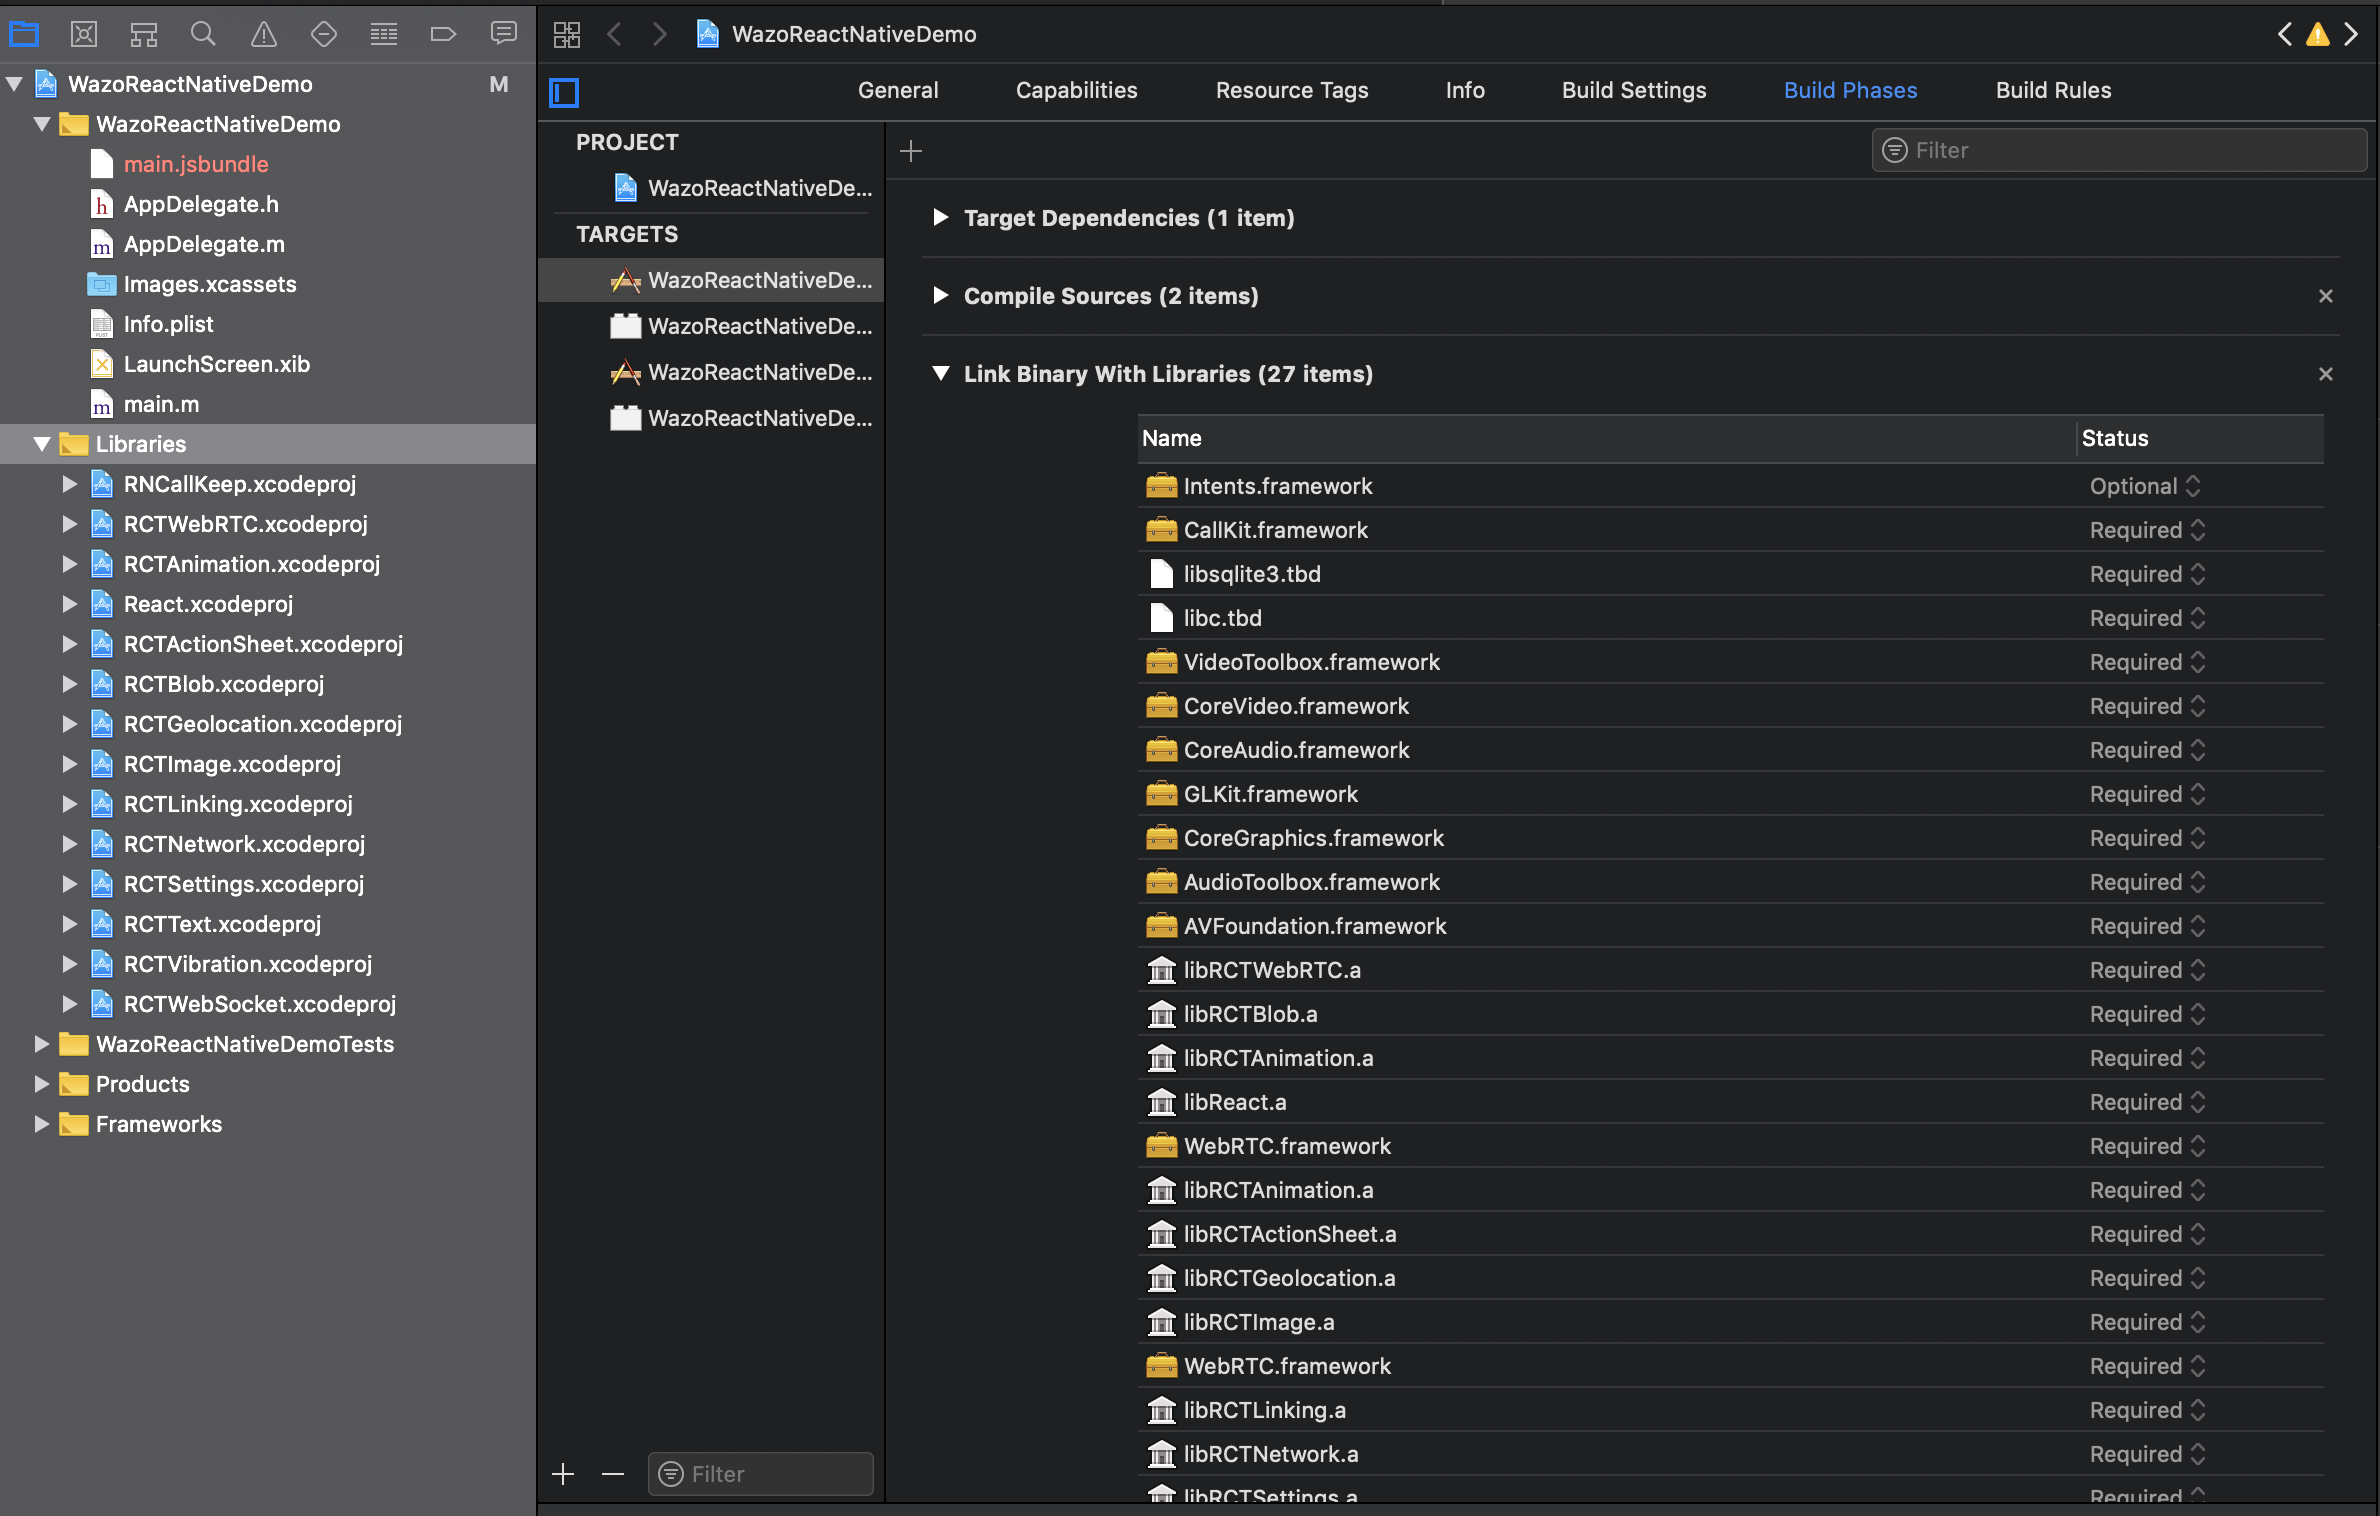 WazoReactNativeDemo
M
WazoReactNativeDemo
main.jsbundle
AppDelegate.h
AppDelegate.m
Images.xcassets
Info.plist
LaunchScreen.xib
main.m
Libraries
RNCallKeep.xcodeproj
RCTWebRTC.xcodeproj
RCTAnimation.xcodeproj
React.xcodeproj
RCTActionSheet.xcodeproj
RCTBlob.xcodeproj
RCTGeolocation.xcodeproj
RCTImage.xcodeproj
RCTLinking.xcodeproj
RCTNetwork.xcodeproj
RCTSettings.xcodeproj
RCTText.xcodeproj
RCTVibration.xcodeproj
RCTWebSocket.xcodeproj
WazoReactNativeDemoTests
Products
Frameworks
WazoReactNativeDemo
General Capabilities Resource Tags Info Build Settings Build Phases Build Rules
PROJECT
WazoReactNativeDe...
TARGETS
WazoReactNativeDe...
WazoReactNativeDe...
WazoReactNativeDe...
WazoReactNativeDe...
Filter
Filter
Target Dependencies (1 item)
Compile Sources (2 items)
Link Binary With Libraries (27 items)
Name Status
Intents.framework Optional
CallKit.framework Required
libsqlite3.tbd Required
libc.tbd Required
VideoToolbox.framework Required
CoreVideo.framework Required
CoreAudio.framework Required
GLKit.framework Required
CoreGraphics.framework Required
AudioToolbox.framework Required
AVFoundation.framework Required
libRCTWebRTC.a Required
libRCTBlob.a Required
libRCTAnimation.a Required
libReact.a Required
WebRTC.framework Required
libRCTAnimation.a Required
libRCTActionSheet.a Required
libRCTGeolocation.a Required
libRCTImage.a Required
WebRTC.framework Required
libRCTLinking.a Required
libRCTNetwork.a Required
libRCTSettings.a Required